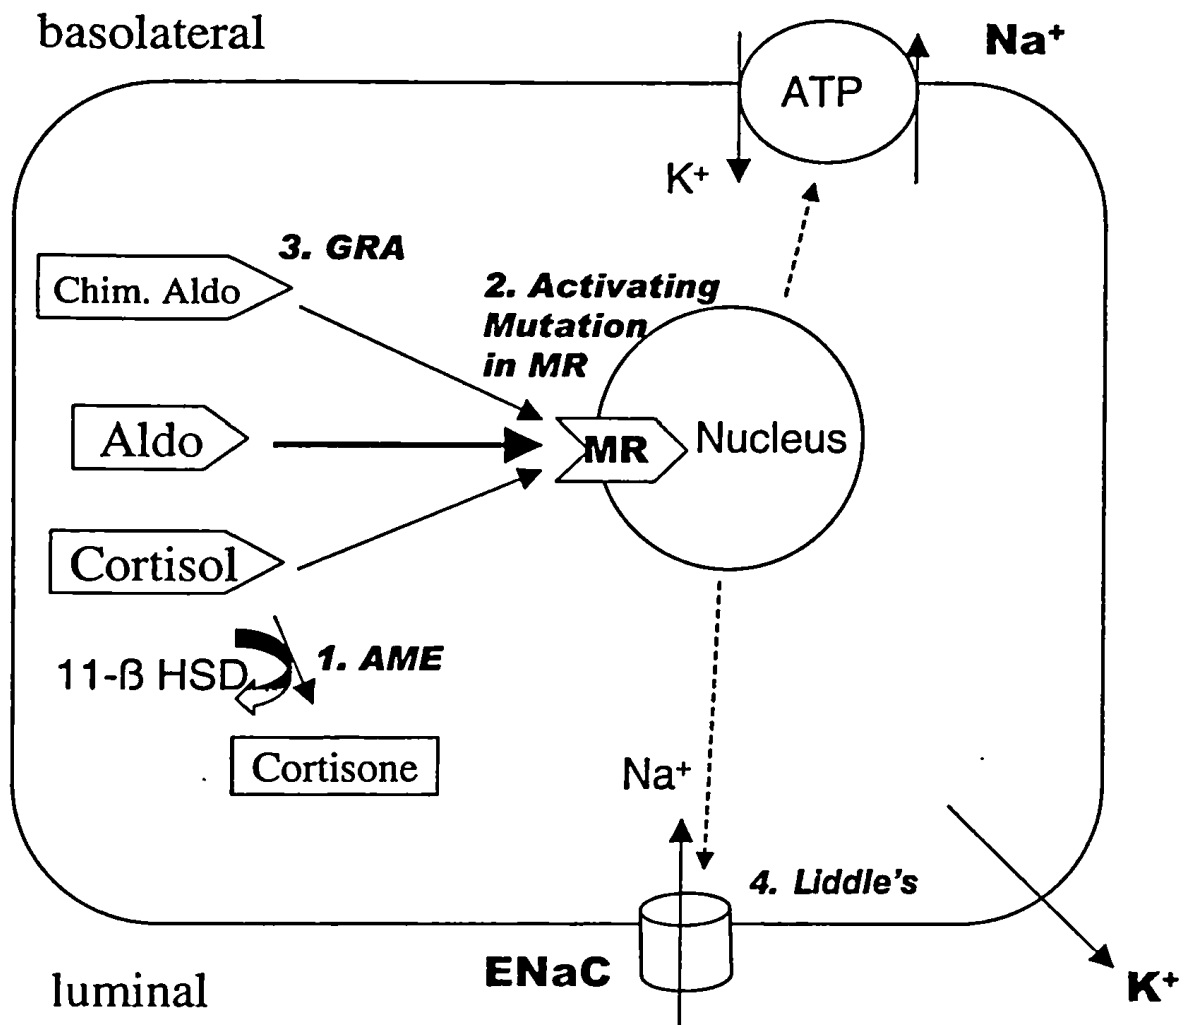 basolateral
Na⁺
ATP
K⁺
3. GRA
Chim. Aldo
2. Activating
Mutation
in MR
Aldo
MR
Nucleus
Cortisol
1. AME
11-ß HSD
Cortisone
Na⁺
4. Liddle's
ENaC
K⁺
luminal